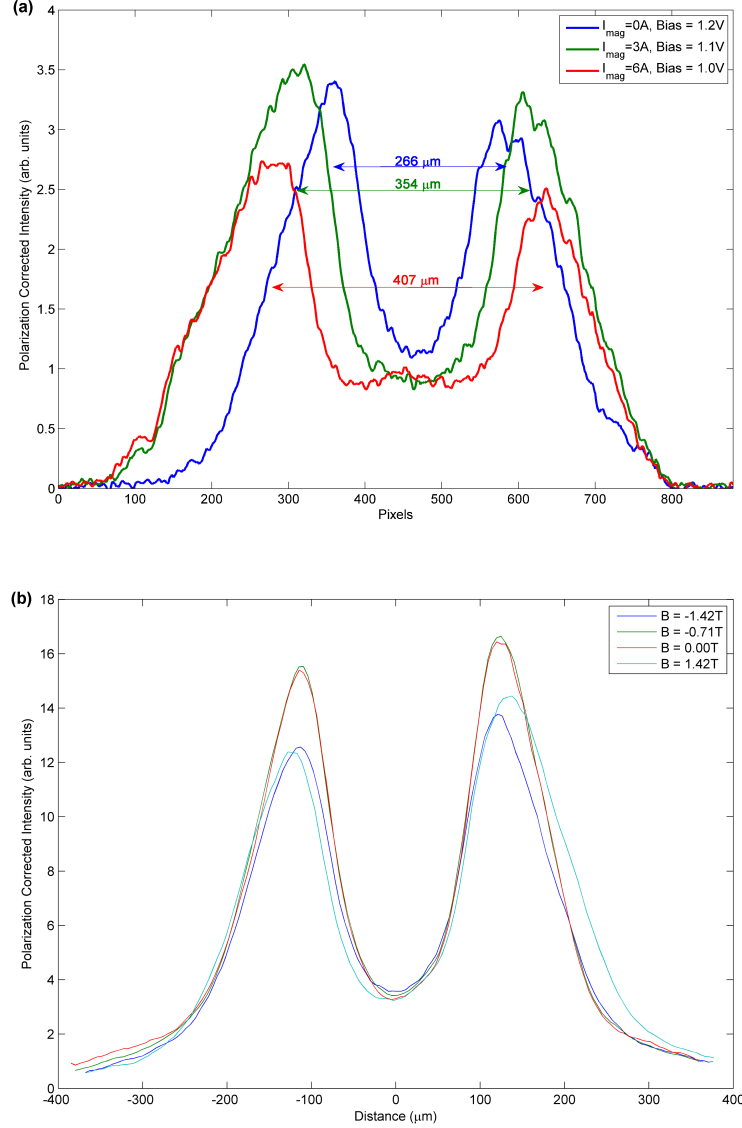 (a)
4
3.5
3
2.5
2
1.5
1
0.5
0
Polarization Corrected Intensity (arb. units)
I_mag=0A, Bias = 1.2V
I_mag=3A, Bias = 1.1V
I_mag=6A, Bias = 1.0V
266 μm
354 μm
407 μm
0 100 200 300 400 500 600 700 800
Pixels
(b)
18
16
14
12
10
8
6
4
2
0
Polarization Corrected Intensity (arb. units)
B = -1.42T
B = -0.71T
B = 0.00T
B = 1.42T
-400 -300 -200 -100 0 100 200 300 400
Distance (μm)